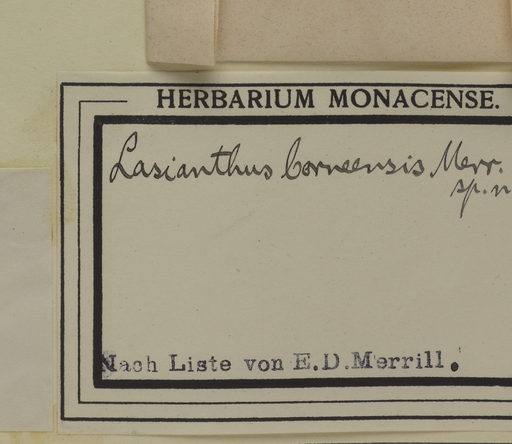 HERBARIUM MONACENSE.
Lasianthus borneensis Merr.
sp. n
Nach Liste von E.D.Merrill.